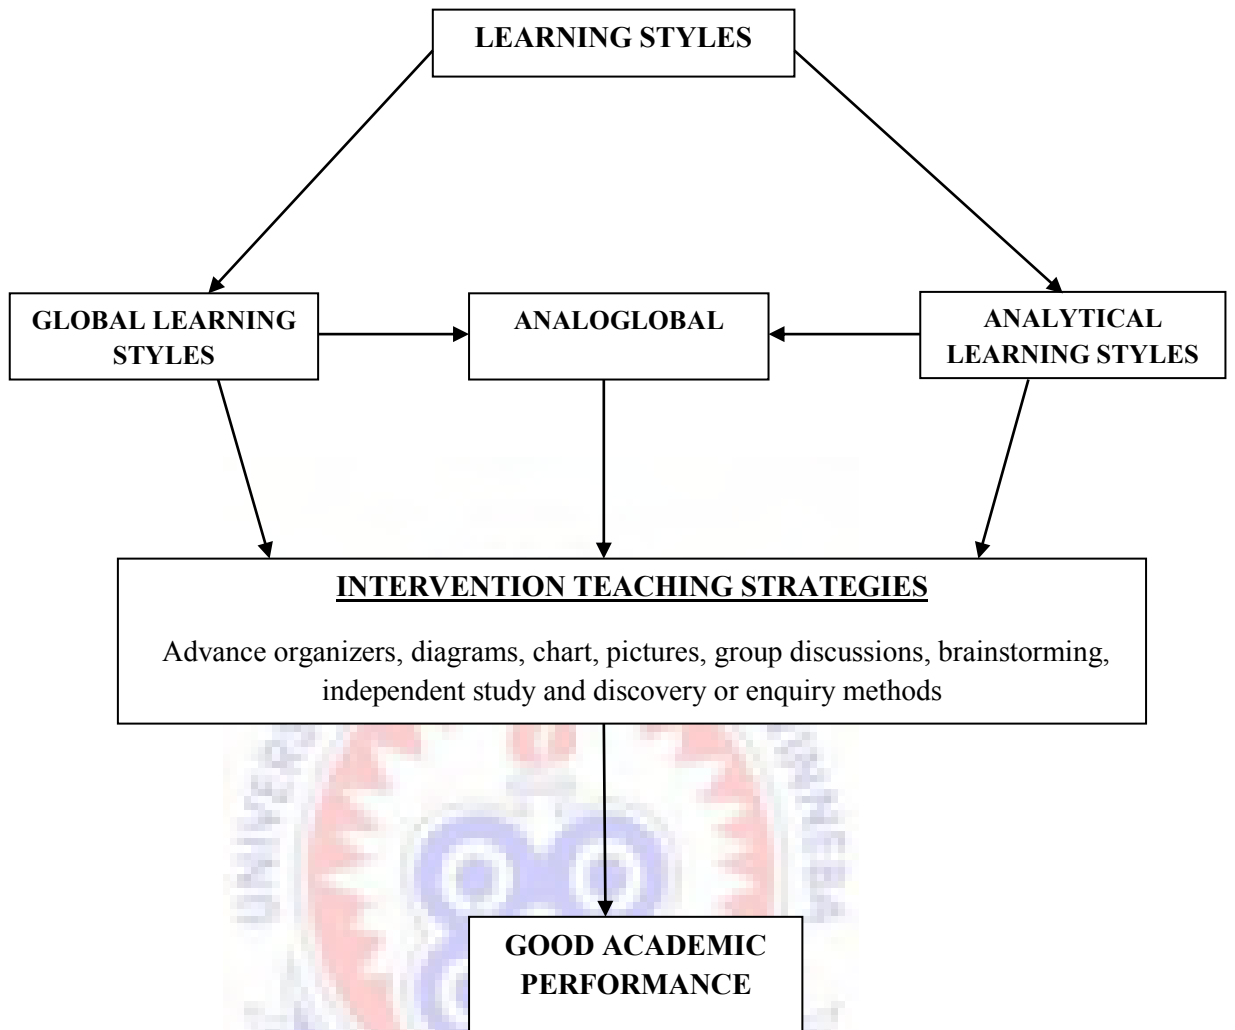 LEARNING STYLES
GLOBAL LEARNING
STYLES
ANALOGLOBAL
ANALYTICAL
LEARNING STYLES
INTERVENTION TEACHING STRATEGIES
Advance organizers, diagrams, chart, pictures, group discussions, brainstorming,
independent study and discovery or enquiry methods
GOOD ACADEMIC
PERFORMANCE